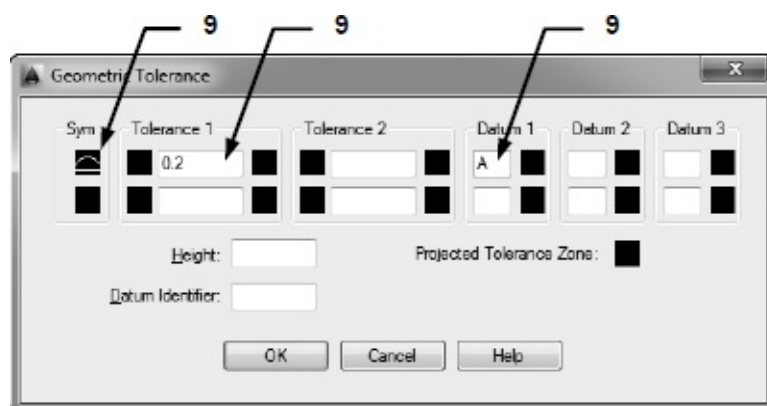 9 9 9
Geometric Tolerance
Sym Tolerance 1 Tolerance 2 Datum 1 Datum 2 Datum 3
0.2 A
Height: Projected Tolerance Zone:
Datum Identifier:
OK Cancel Help